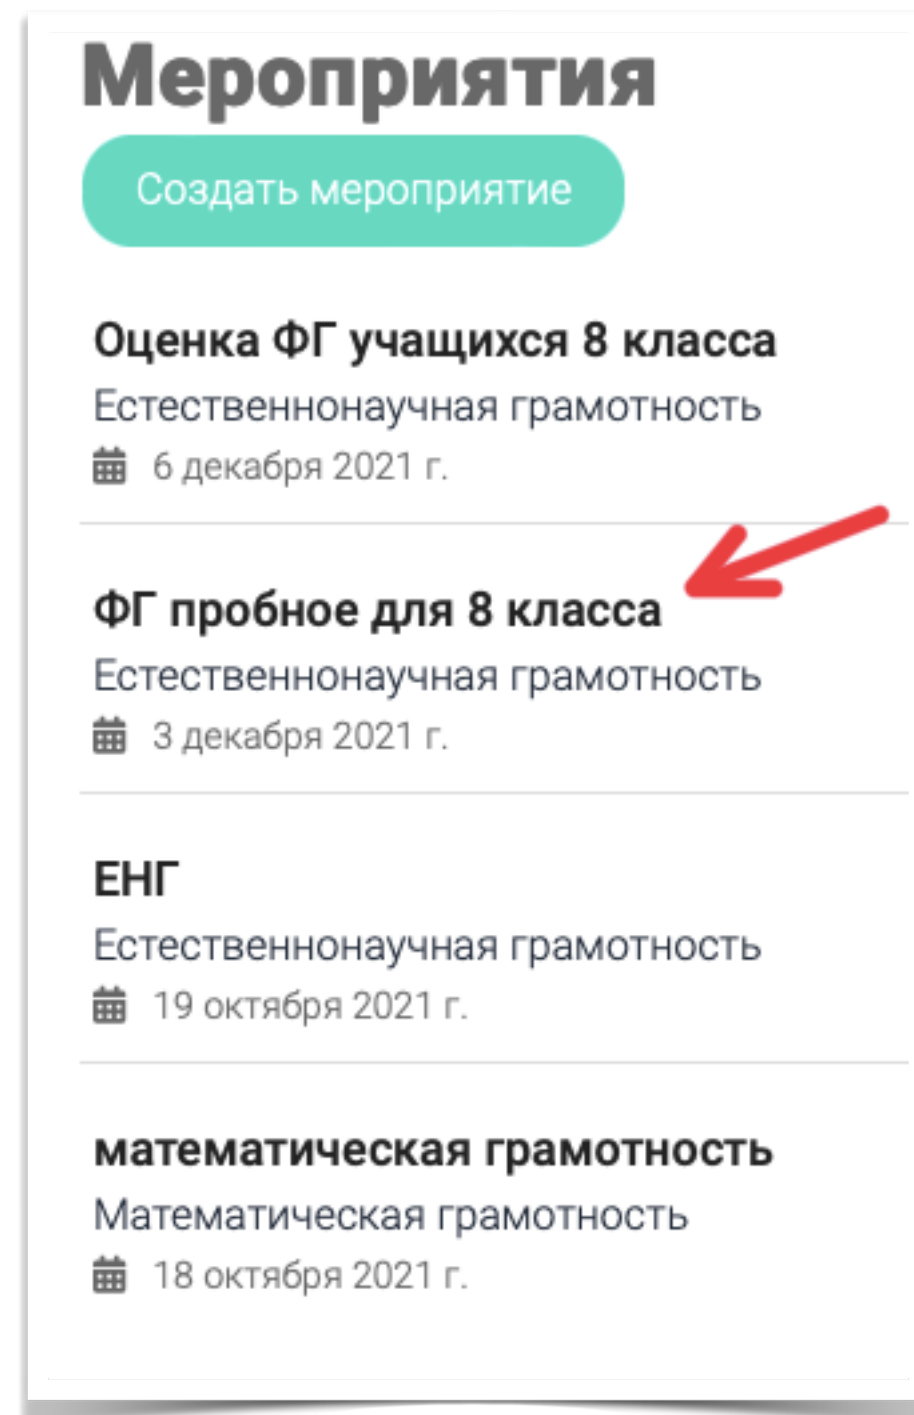 Мероприятия
Создать мероприятие
Оценка ФГ учащихся 8 класса
Естественнонаучная грамотность
6 декабря 2021 г.
ФГ пробное для 8 класса
Естественнонаучная грамотность
3 декабря 2021 г.
ЕНГ
Естественнонаучная грамотность
19 октября 2021 г.
математическая грамотность
Математическая грамотность
18 октября 2021 г.